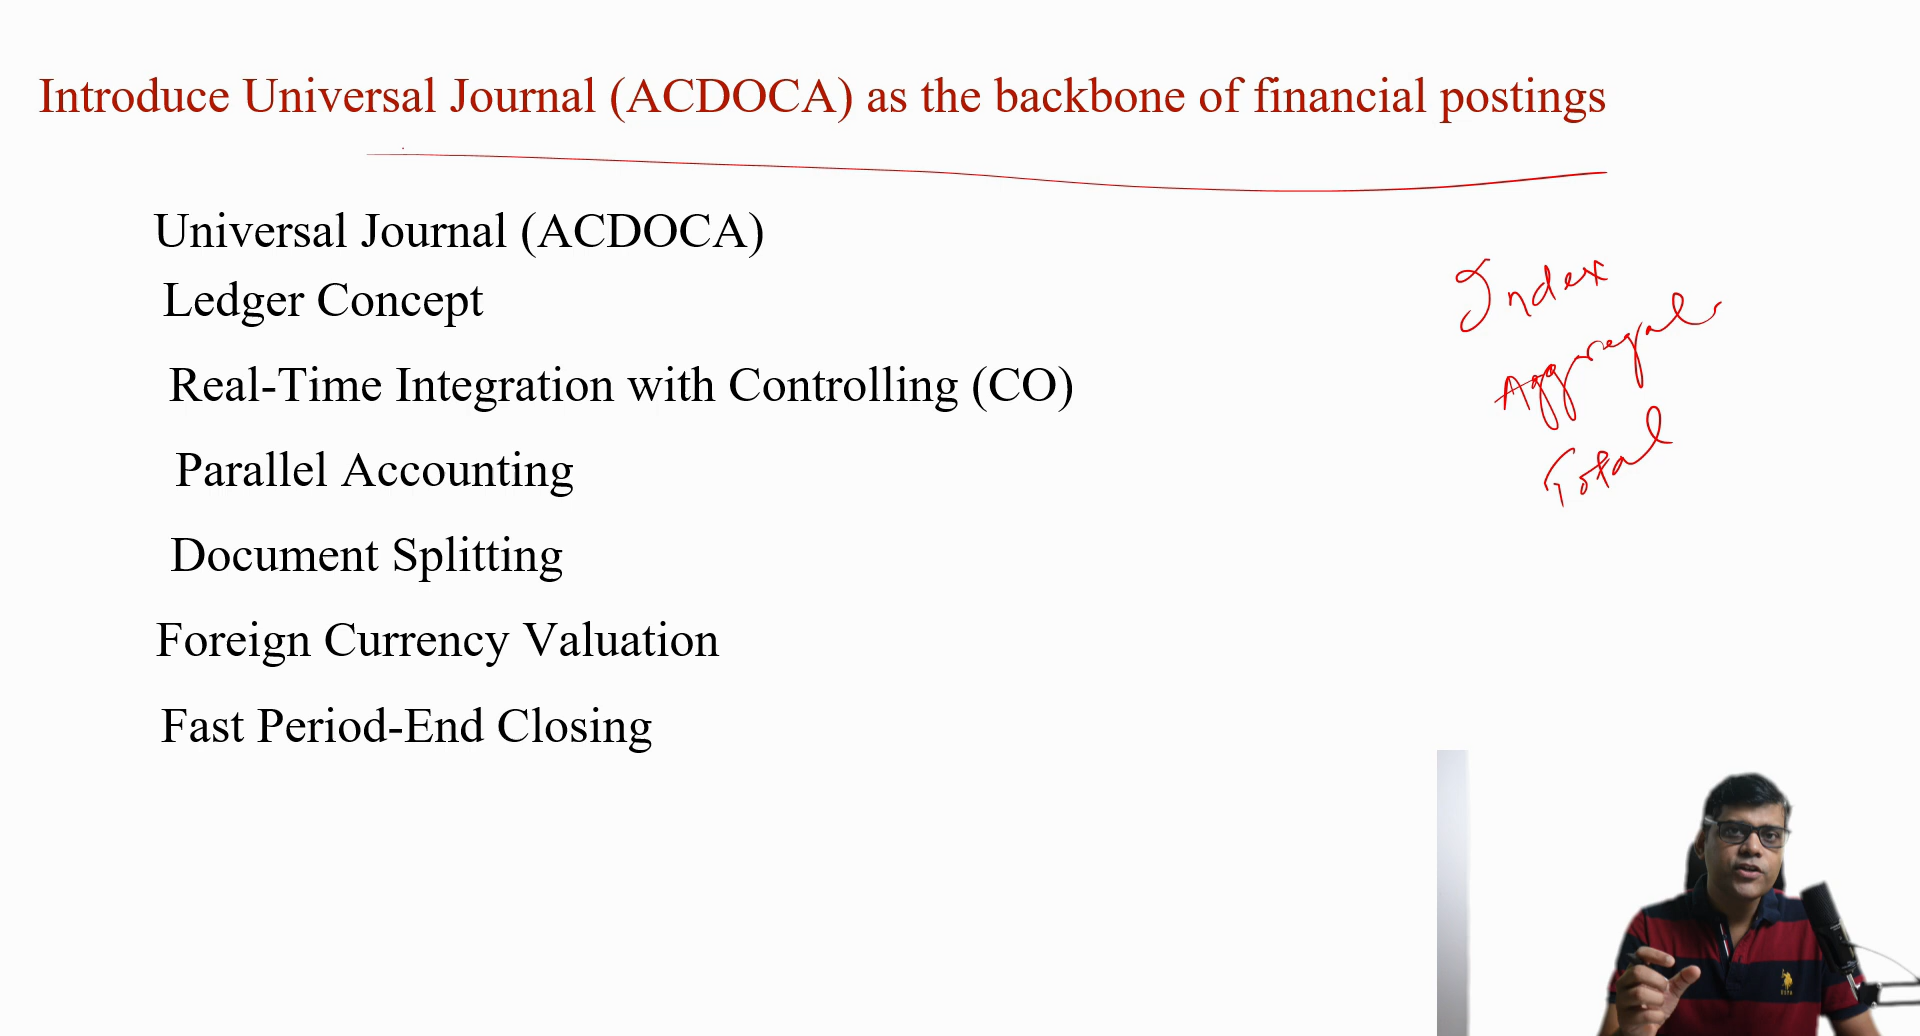 Introduce Universal Journal (ACDOCA) as the backbone of financial postings
Universal Journal (ACDOCA)
Ledger Concept
Real-Time Integration with Controlling (CO)
Parallel Accounting
Document Splitting
Foreign Currency Valuation
Fast Period-End Closing
Index
Total